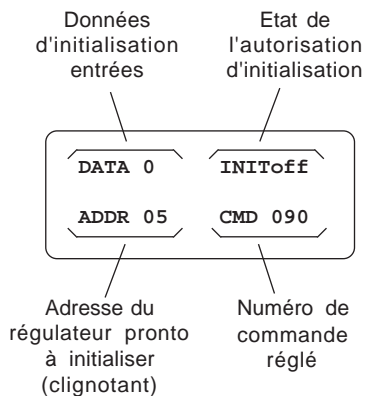 Données
d'initialisation
entrées
Etat de
l'autorisation
d'initialisation
DATA 0
INIToff
ADDR 05
CMD 090
Adresse du
régulateur pronto
à initialiser
(clignotant)
Numéro de
commande
réglé